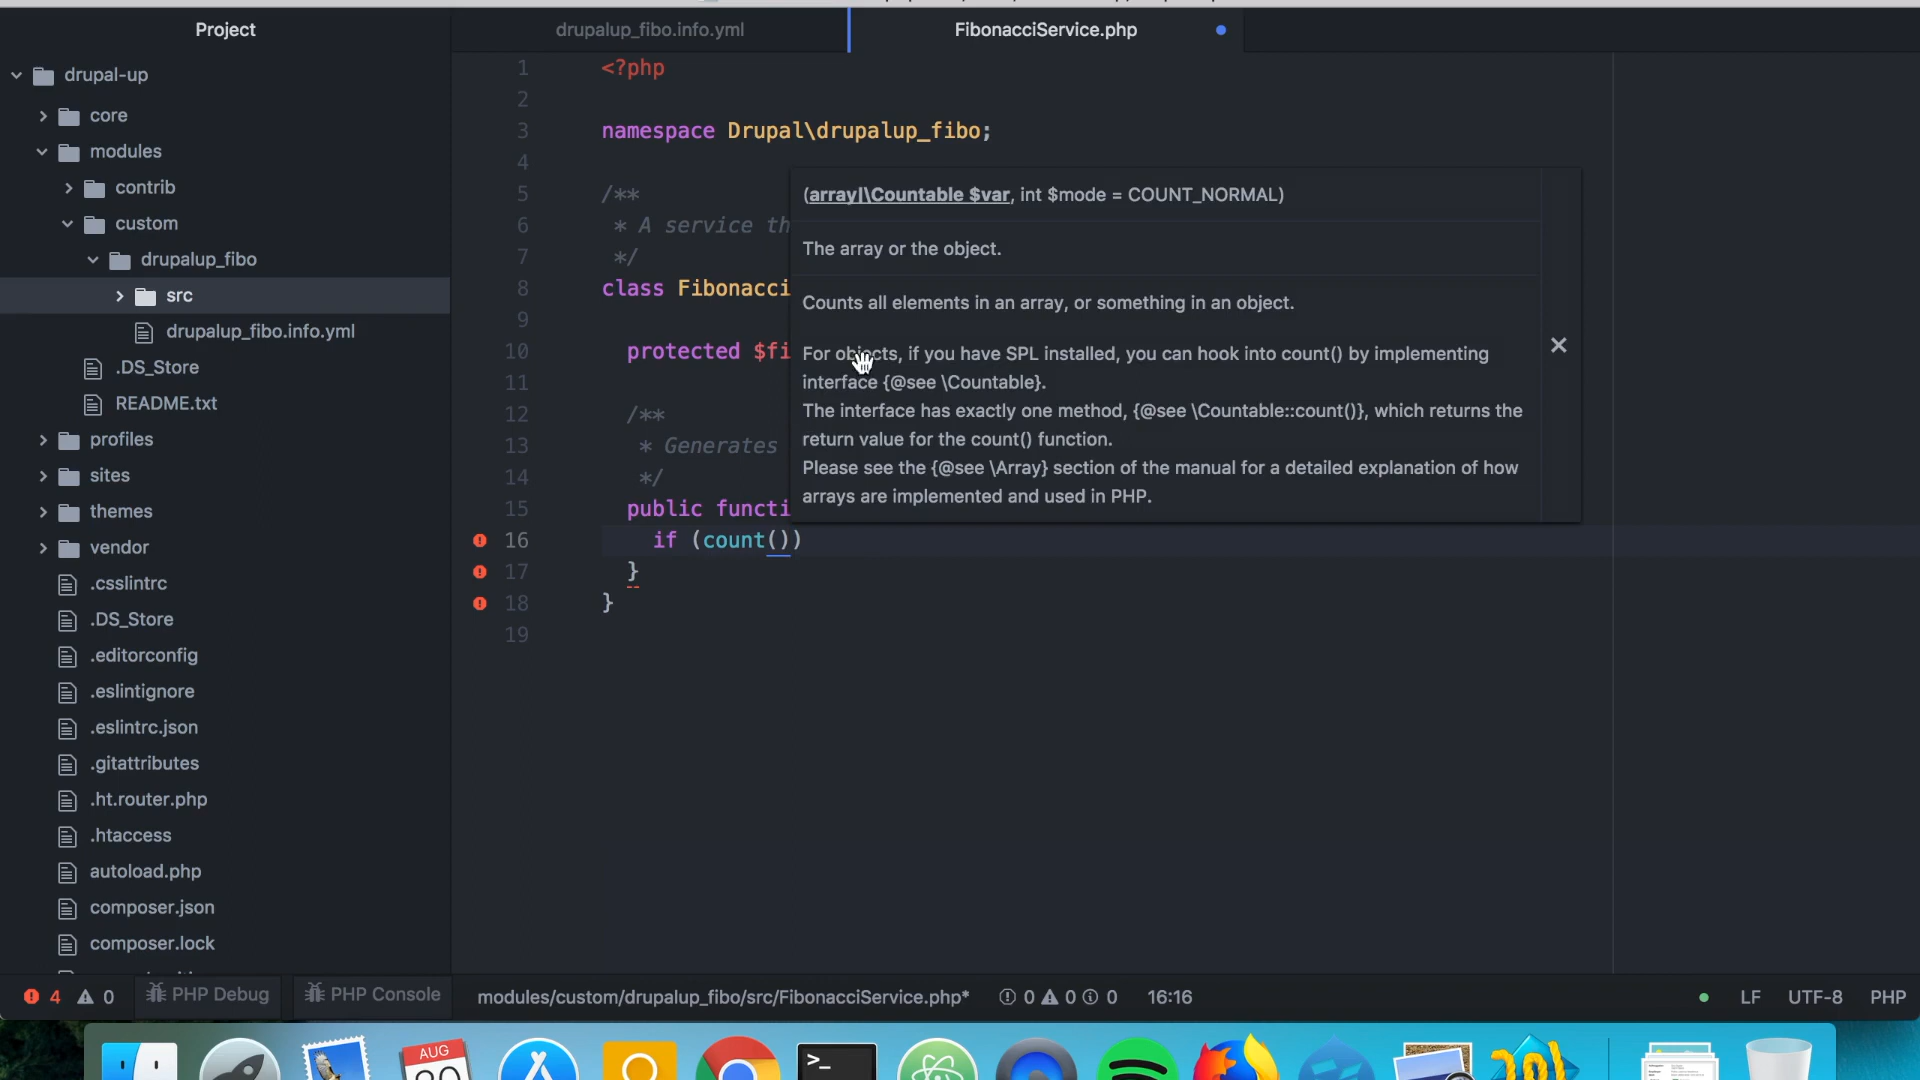 Project
drupal-up
core
modules
contrib
custom
drupalup_fibo
src
drupalup_fibo.info.yml
.DS_Store
README.txt
profiles
sites
themes
vendor
.csslintrc
.DS_Store
.editorconfig
.eslintignore
.eslintrc.json
.gitattributes
.ht.router.php
.htaccess
autoload.php
composer.json
composer.lock
drupalup_fibo.info.yml
FibonacciService.php
1 <?php
2
3 namespace Drupal\drupalup_fibo;
4
5 /**
6 * A service th
7 */
8 class Fibonacci
9
10 protected $fi
11
12 /**
13 * Generates
14 */
15 public functi
16 if (count())
17 }
18 }
19
(array|\Countable $var, int $mode = COUNT_NORMAL)
The array or the object.
Counts all elements in an array, or something in an object.
For objects, if you have SPL installed, you can hook into count() by implementing
interface {@see \Countable}.
The interface has exactly one method, {@see \Countable::count()}, which returns the
return value for the count() function.
Please see the {@see \Array} section of the manual for a detailed explanation of how
arrays are implemented and used in PHP.
4 0 PHP Debug PHP Console modules/custom/drupalup_fibo/src/FibonacciService.php* 0 0 0 16:16 LF UTF-8 PHP
AUG
>_